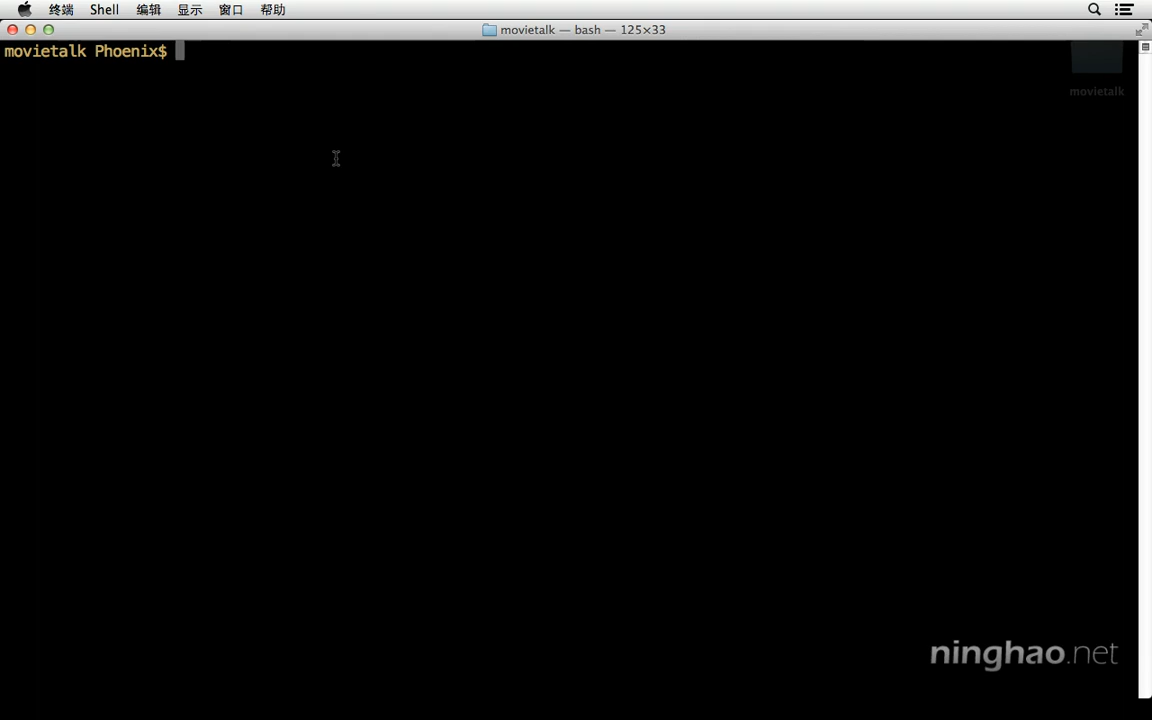 终端 Shell 编辑 显示 窗口 帮助
movietalk — bash — 125×33
movietalk Phoenix$
movietalk
ninghao.net